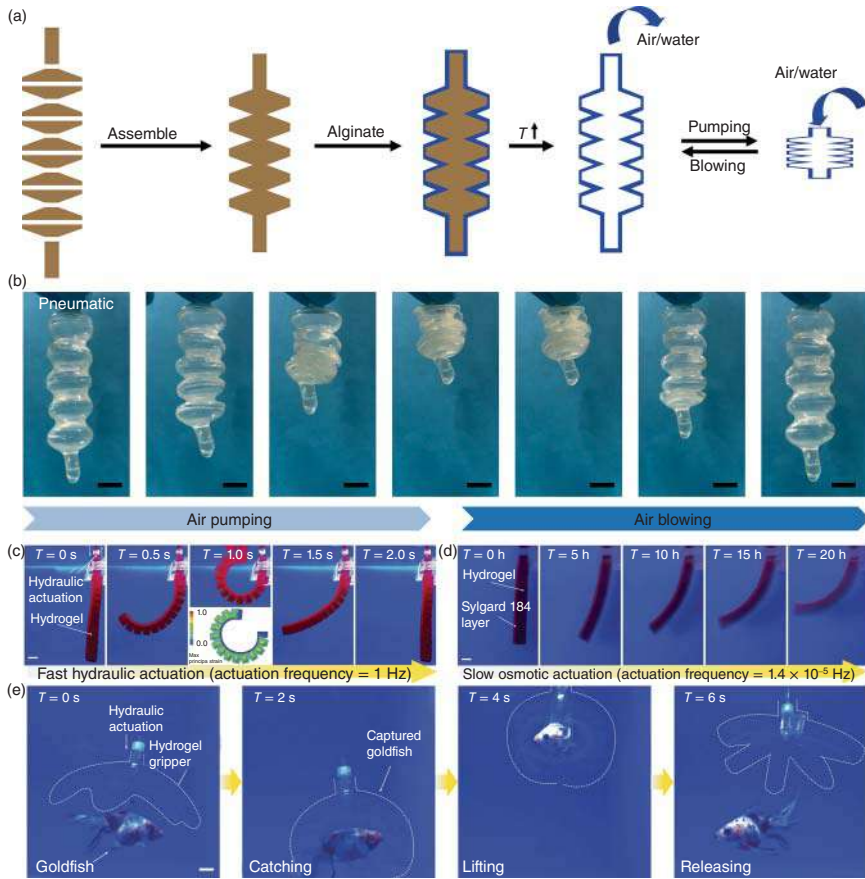 (a)
Air/water
Air/water
Assemble
Alginate
T ↑
Pumping
Blowing
(b)
Pneumatic
Air pumping
Air blowing
(c)
T = 0 s
T = 0.5 s
T = 1.0 s
T = 1.5 s
T = 2.0 s
Hydraulic
actuation
Hydrogel
1.0
0.0
Max
principa strain
Fast hydraulic actuation (actuation frequency = 1 Hz)
(d)
T = 0 h
T = 5 h
T = 10 h
T = 15 h
T = 20 h
Hydrogel
Sylgard 184
layer
Slow osmotic actuation (actuation frequency = 1.4 × 10⁻⁵ Hz)
(e)
T = 0 s
T = 2 s
T = 4 s
T = 6 s
Hydraulic
actuation
Hydrogel
gripper
Captured
goldfish
Goldfish
Catching
Lifting
Releasing